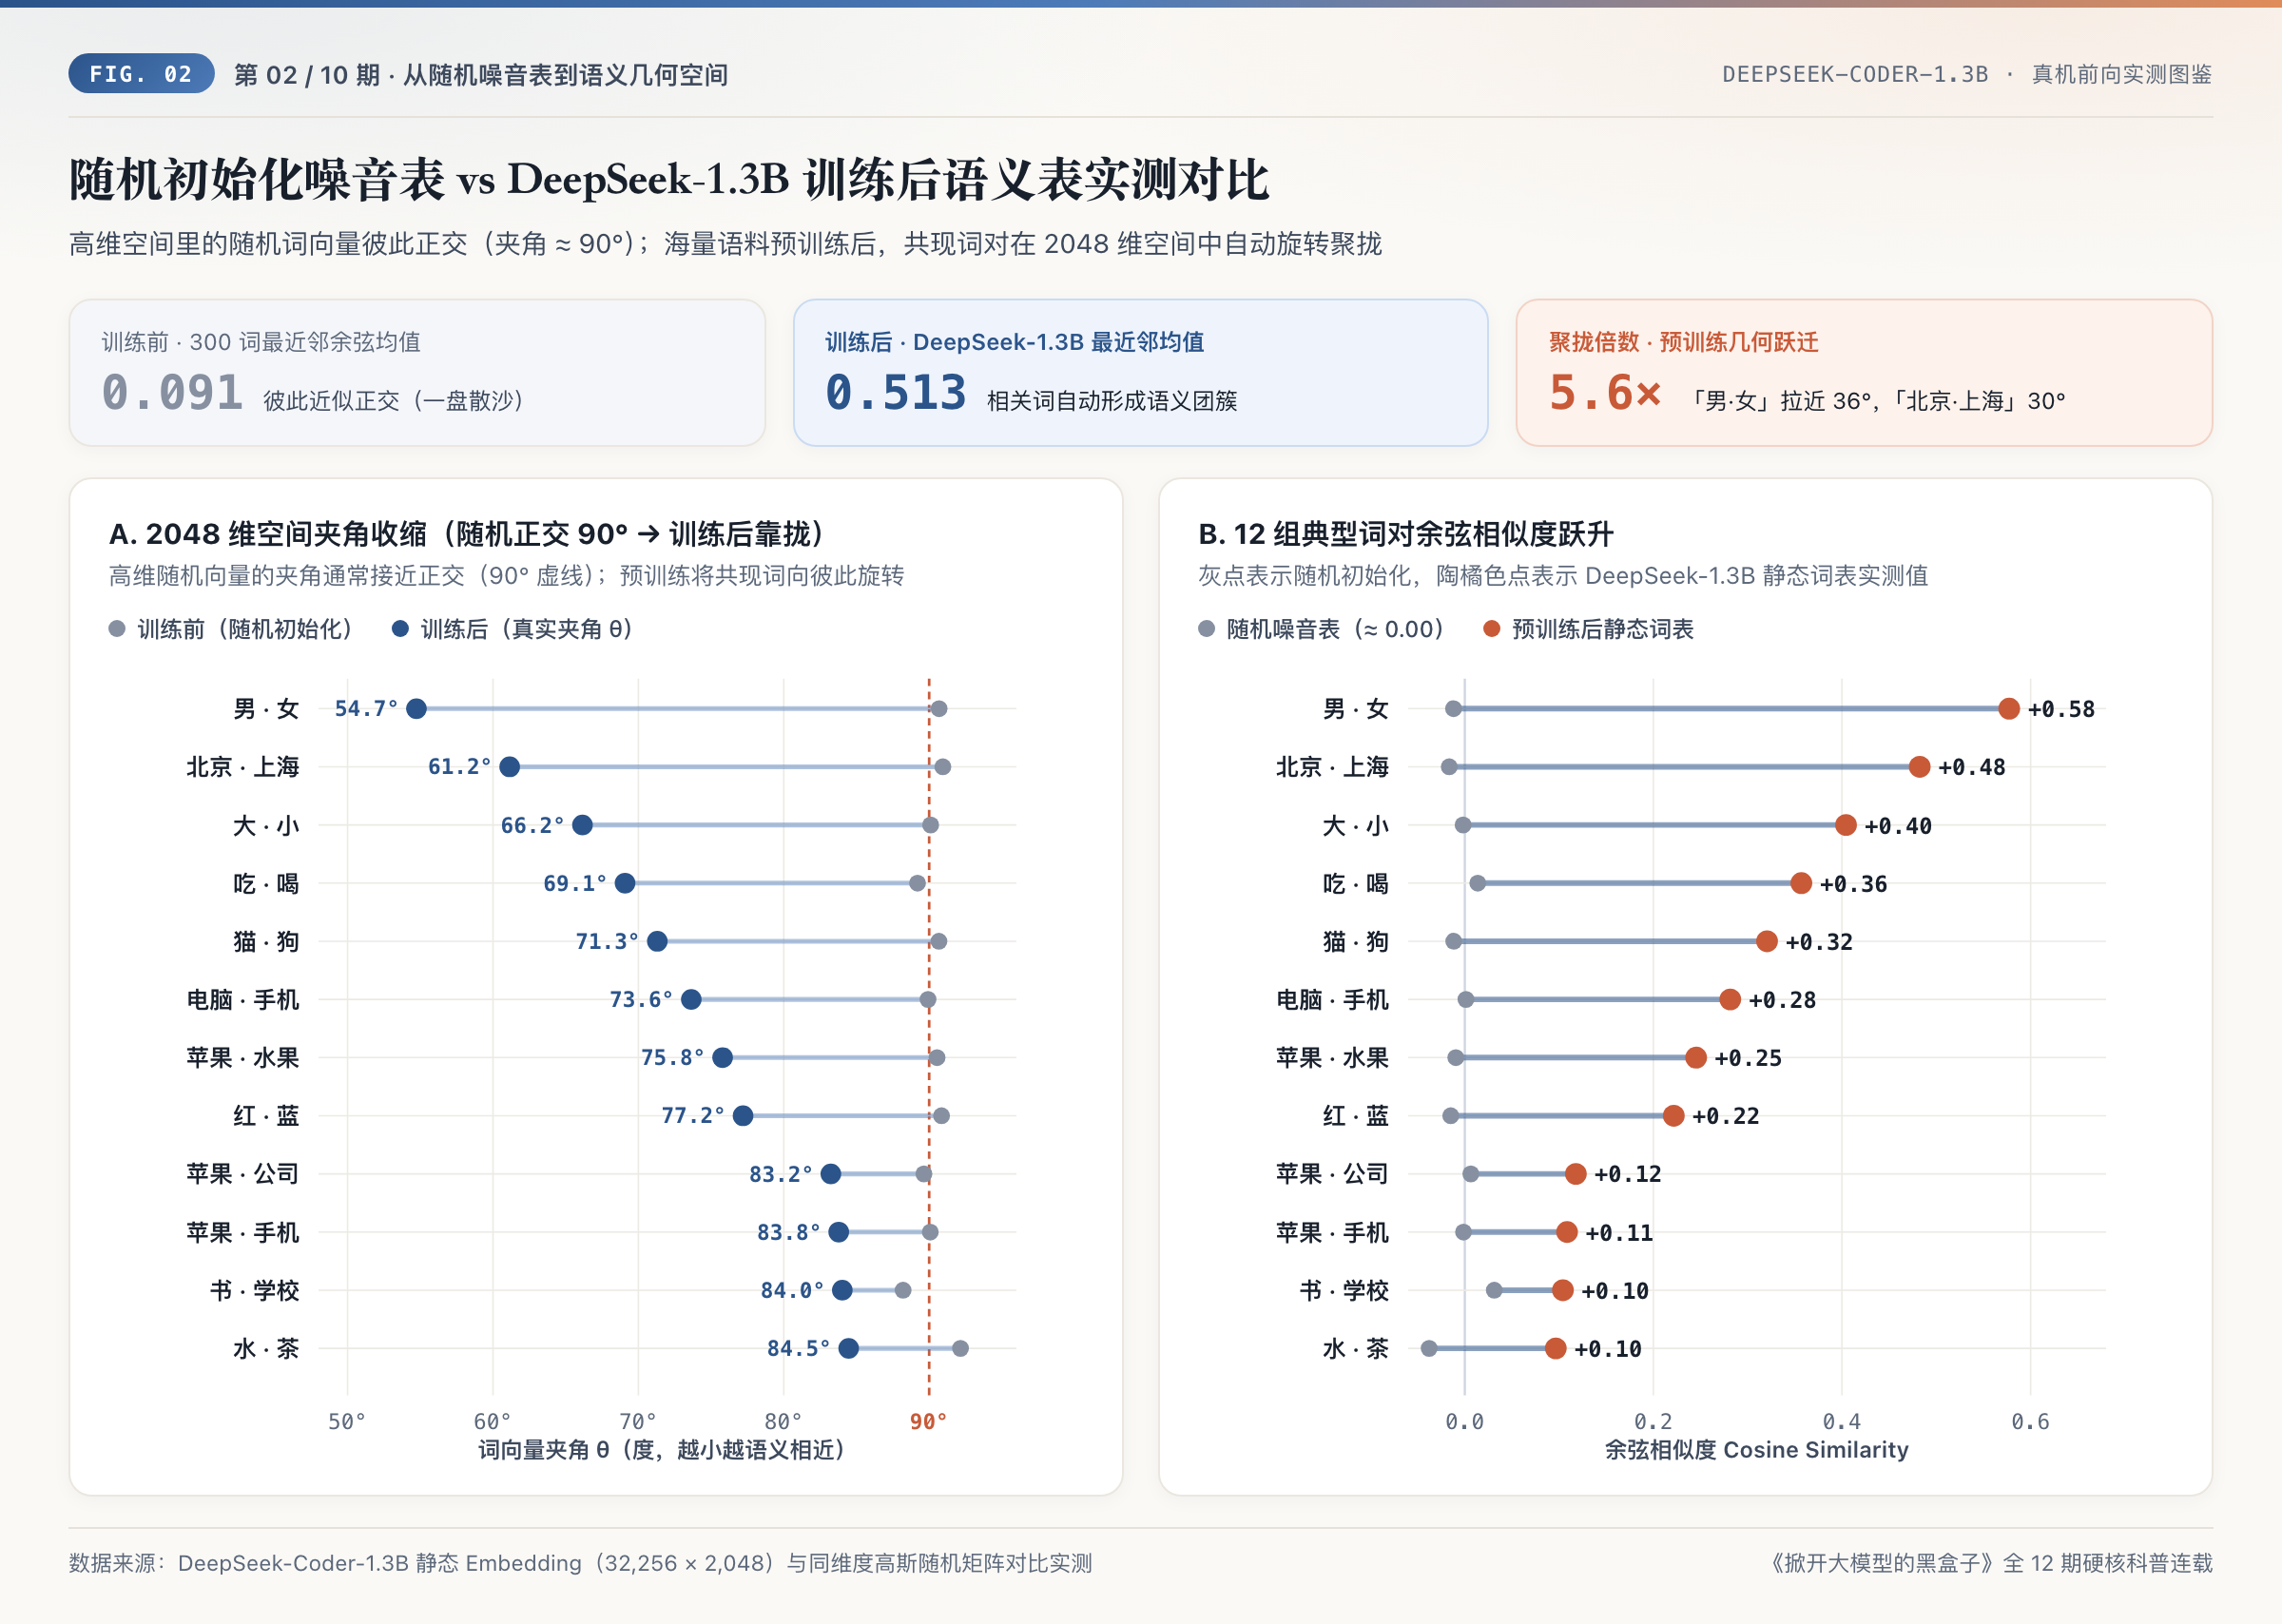 FIG. 02 第 02 / 10 期 · 从随机噪音表到语义几何空间
DEEPSEEK-CODER-1.3B · 真机前向实测图鉴
随机初始化噪音表 vs DeepSeek-1.3B 训练后语义表实测对比
高维空间里的随机词向量彼此正交（夹角 ≈ 90°）；海量语料预训练后，共现词对在 2048 维空间中自动旋转聚拢
训练前 · 300 词最近邻余弦均值
0.091 彼此近似正交（一盘散沙）
训练后 · DeepSeek-1.3B 最近邻均值
0.513 相关词自动形成语义团簇
聚拢倍数 · 预训练几何跃迁
5.6× 「男·女」拉近 36°，「北京·上海」30°
A. 2048 维空间夹角收缩（随机正交 90° → 训练后靠拢）
高维随机向量的夹角通常接近正交（90° 虚线）；预训练将共现词向彼此旋转
训练前（随机初始化） 训练后（真实夹角 θ）
男 · 女 54.7°
北京 · 上海 61.2°
大 · 小 66.2°
吃 · 喝 69.1°
猫 · 狗 71.3°
电脑 · 手机 73.6°
苹果 · 水果 75.8°
红 · 蓝 77.2°
苹果 · 公司 83.2°
苹果 · 手机 83.8°
书 · 学校 84.0°
水 · 茶 84.5°
50° 60° 70° 80° 90°
词向量夹角 θ（度，越小越语义相近）
B. 12 组典型词对余弦相似度跃升
灰点表示随机初始化，陶橘色点表示 DeepSeek-1.3B 静态词表实测值
随机噪音表（≈ 0.00） 预训练后静态词表
男 · 女 +0.58
北京 · 上海 +0.48
大 · 小 +0.40
吃 · 喝 +0.36
猫 · 狗 +0.32
电脑 · 手机 +0.28
苹果 · 水果 +0.25
红 · 蓝 +0.22
苹果 · 公司 +0.12
苹果 · 手机 +0.11
书 · 学校 +0.10
水 · 茶 +0.10
0.0 0.2 0.4 0.6
余弦相似度 Cosine Similarity
数据来源：DeepSeek-Coder-1.3B 静态 Embedding（32,256 × 2,048）与同维度高斯随机矩阵对比实测
《掀开大模型的黑盒子》全 12 期硬核科普连载